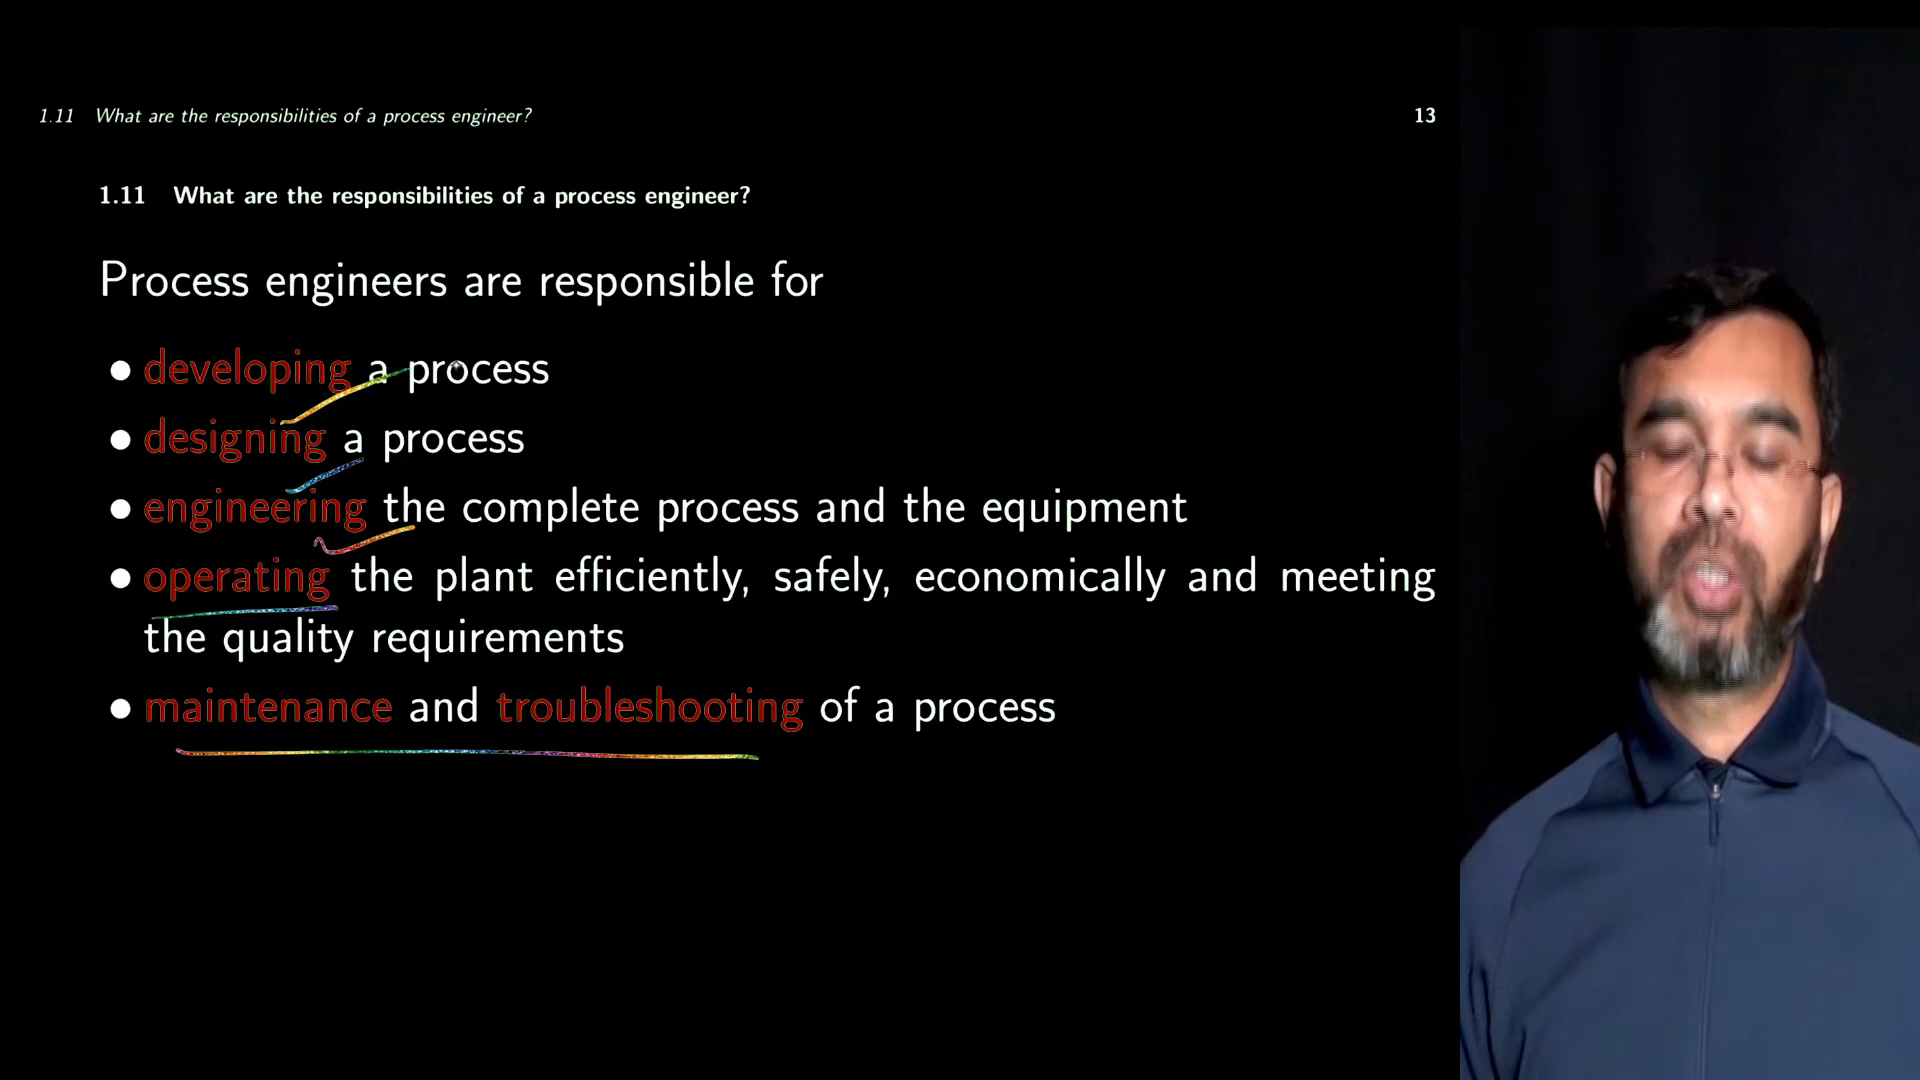 1.11 What are the responsibilities of a process engineer? 13
1.11 What are the responsibilities of a process engineer?
Process engineers are responsible for
● developing a process
● designing a process
● engineering the complete process and the equipment
● operating the plant efficiently, safely, economically and meeting
the quality requirements
● maintenance and troubleshooting of a process